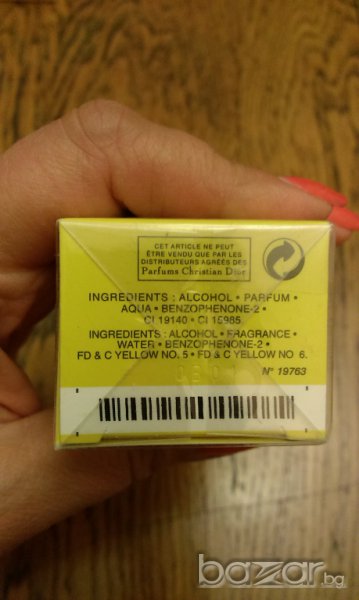 CET ARTICLE NE PEUT
ÊTRE VENDU QUE PAR LES
DISTRIBUTEURS AGRÉÉS DES
Parfums Christian Dior
INGREDIENTS : ALCOHOL • PARFUM •
AQUA • BENZOPHENONE-2 •
CI 19140 • CI 15985.
INGREDIENTS : ALCOHOL • FRAGRANCE •
WATER • BENZOPHENONE-2 •
FD & C YELLOW NO. 5 • FD & C YELLOW NO 6.
N° 19763
bazar.bg